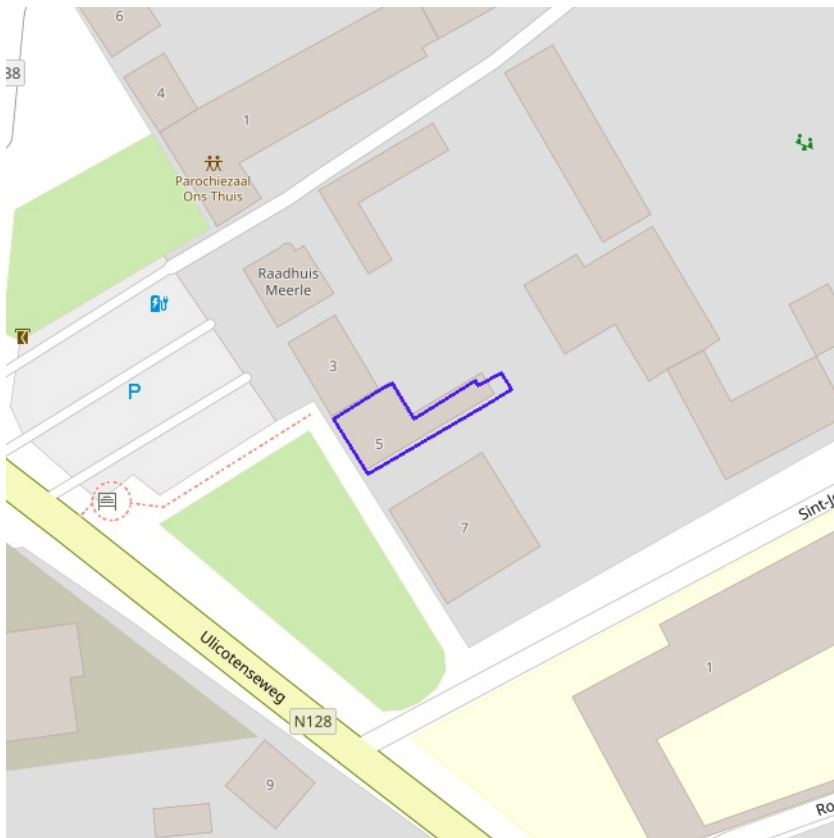 6
38
4
1
Parochiezaal
Ons Thuis
Raadhuis
Meerle
3
P
5
7
Sint-J
Ulicotenseweg
1
N128
9
Ro